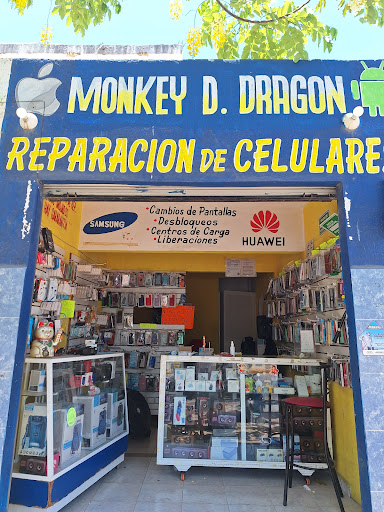 MONKEY D. DRAGON
REPARACION DE CELULARE
SAMSUNG
• Cambios de Pantallas
• Desbloqueos
• Centros de Carga
• Liberaciones
HUAWEI